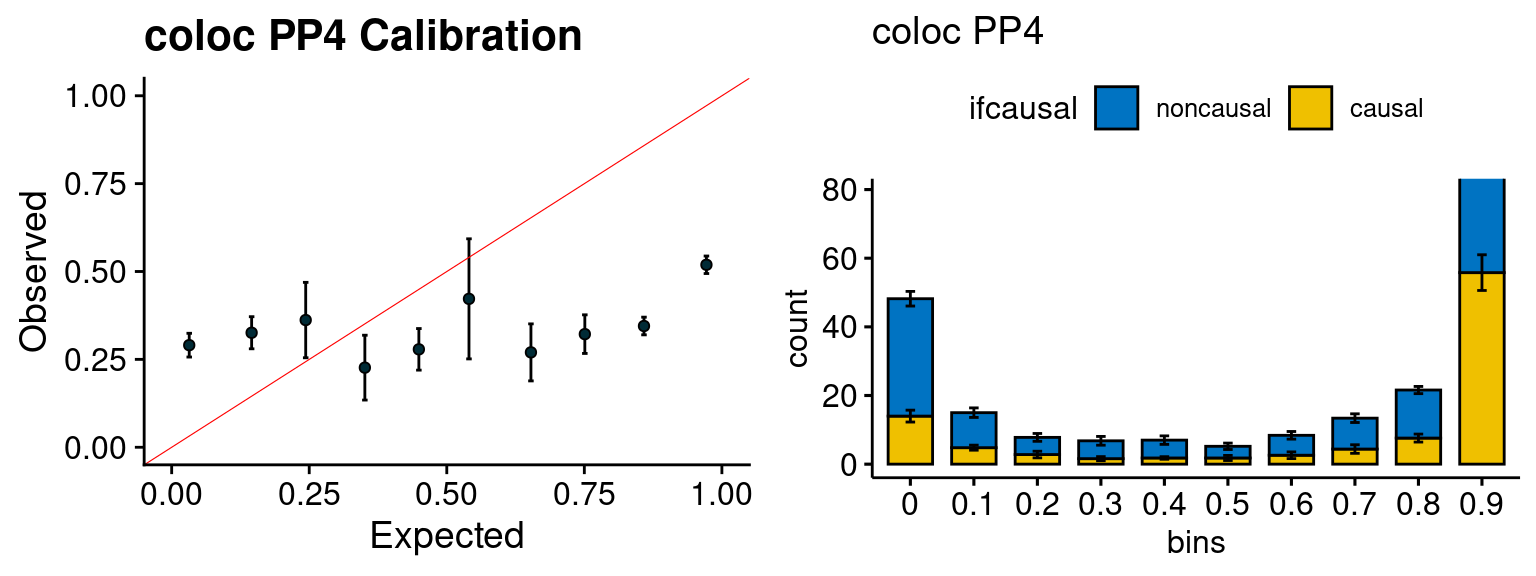 coloc PP4 Calibration
1.00
0.75
0.50
0.25
0.00
Observed
0.00 0.25 0.50 0.75 1.00
Expected
coloc PP4
ifcausal noncausal causal
80
60
40
20
0
count
0 0.1 0.2 0.3 0.4 0.5 0.6 0.7 0.8 0.9
bins